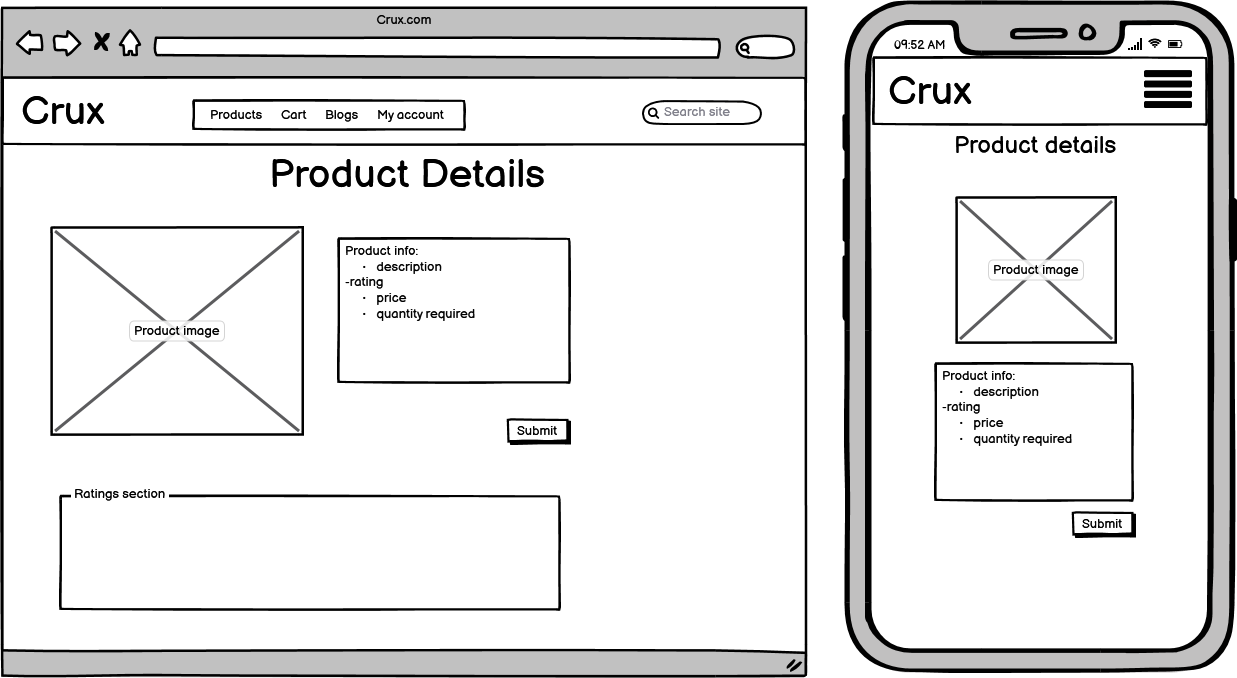 Crux.com
Crux
Products Cart Blogs My account
Search site
Product Details
Product image
Product info:
· description
-rating
· price
· quantity required
Submit
Ratings section
09:52 AM
Crux
Product details
Product image
Product info:
· description
-rating
· price
· quantity required
Submit